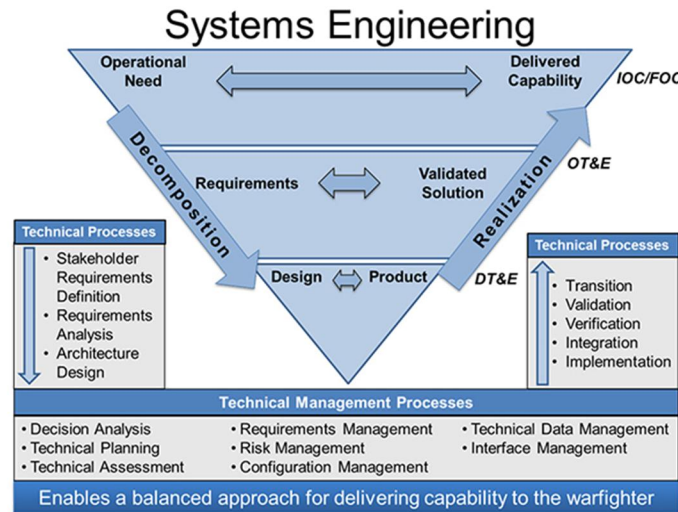 Systems Engineering
Operational
Need
Delivered
Capability
IOC/FOC
Decomposition
Realization
OT&E
Requirements
Validated
Solution
Technical Processes
• Stakeholder
Requirements
Definition
• Requirements
Analysis
• Architecture
Design
Design
Product
DT&E
Technical Processes
• Transition
• Validation
• Verification
• Integration
• Implementation
Technical Management Processes
• Decision Analysis
• Technical Planning
• Technical Assessment
• Requirements Management
• Risk Management
• Configuration Management
• Technical Data Management
• Interface Management
Enables a balanced approach for delivering capability to the warfighter